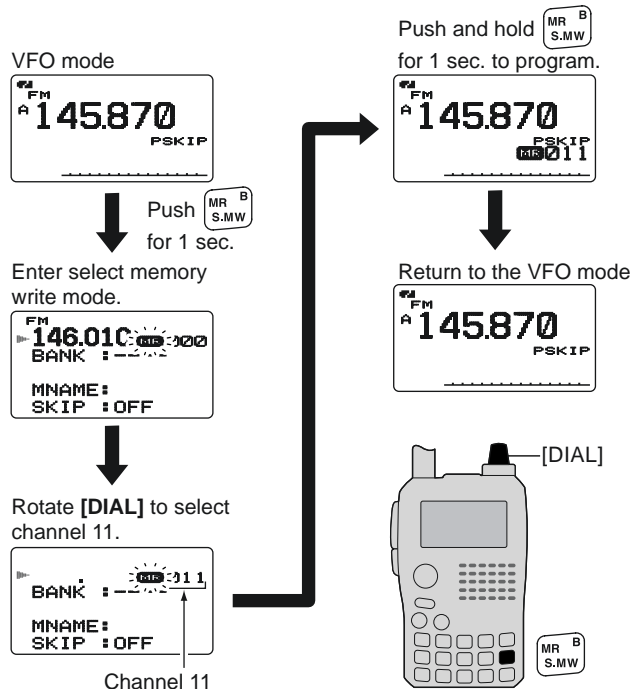 VFO mode
FM
A 145.870
PSKIP
Push MR B S.MW
for 1 sec.
Enter select memory
write mode.
FM
146.010 MR 000
BANK :-- --
MNAME:
SKIP :OFF
Rotate [DIAL] to select
channel 11.
MR 011
BANK :-- --
MNAME:
SKIP :OFF
Channel 11
Push and hold MR B S.MW
for 1 sec. to program.
FM
A 145.870
PSKIP
MR 011
Return to the VFO mode
FM
A 145.870
PSKIP
[DIAL]
MR B
S.MW